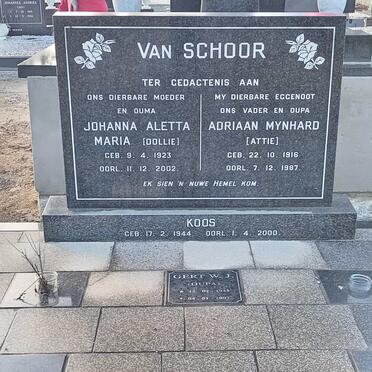 VAN SCHOOR
TER GEDACTENIS AAN
ONS DIERBARE MOEDER
EN OUMA
JOHANNA ALETTA
MARIA [DOLLIE]
GEB. 9. 4. 1923
OORL. 11. 12. 2002.
MY DIERBARE EGGENOOT
ONS VADER EN OUPA
ADRIAAN MYNHARD
[ATTIE]
GEB. 22. 10. 1916
OORL. 7. 12. 1987.
EK SIEN 'N NUWE HEMEL KOM
KOOS
GEB. 17. 2. 1944 OORL. 1. 4. 2000.
GERT W. J.
(OUPA)